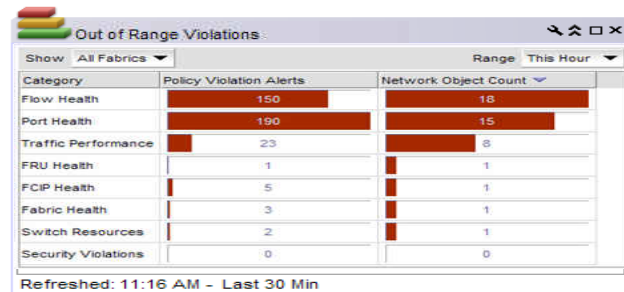 Out of Range Violations
Show All Fabrics Range This Hour
Category Policy Violation Alerts Network Object Count
Flow Health 150 18
Port Health 190 15
Traffic Performance 23 8
FRU Health 1 1
FCIP Health 5 1
Fabric Health 3 1
Switch Resources 2 1
Security Violations 0 0
Refreshed: 11:16 AM - Last 30 Min